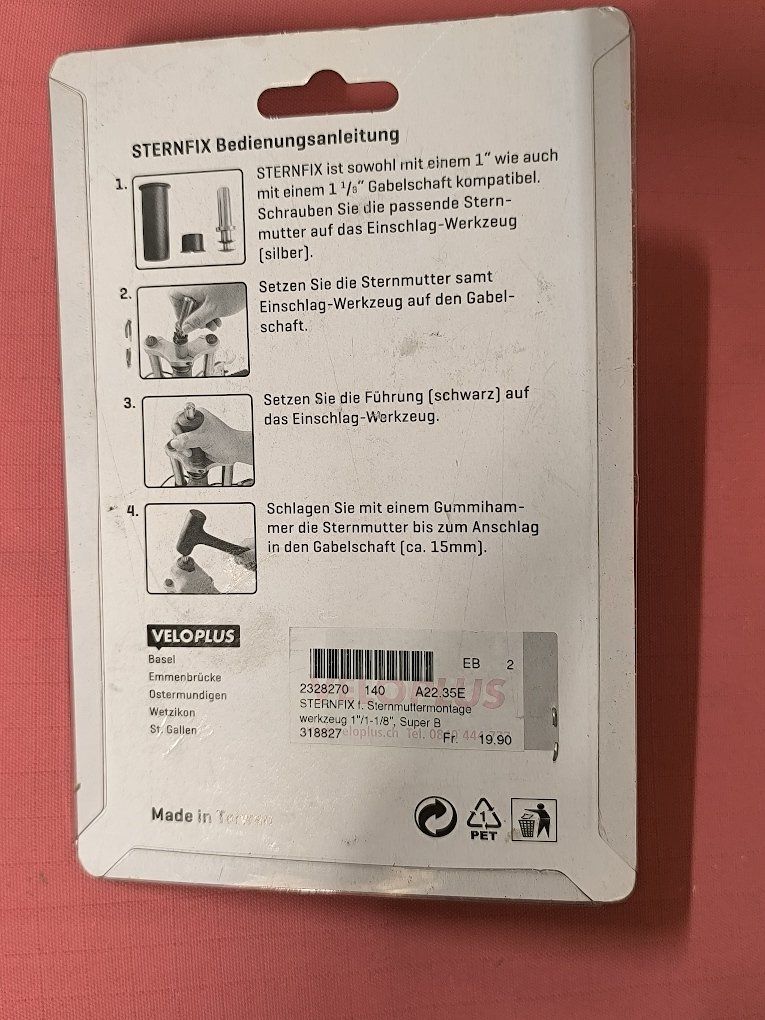 STERNFIX Bedienungsanleitung
1.
STERNFIX ist sowohl mit einem 1" wie auch
mit einem 1 1/8" Gabelschaft kompatibel.
Schrauben Sie die passende Stern-
mutter auf das Einschlag-Werkzeug
(silber).
2.
Setzen Sie die Sternmutter samt
Einschlag-Werkzeug auf den Gabel-
schaft.
3.
Setzen Sie die Führung (schwarz) auf
das Einschlag-Werkzeug.
4.
Schlagen Sie mit einem Gummiham-
mer die Sternmutter bis zum Anschlag
in den Gabelschaft (ca. 15mm).
VELOPLUS
Basel
Emmenbrücke
Ostermundigen
Wetzikon
St. Gallen
EB 2
2328270 140 A22.35E
VELOPLUS
STERNFIX f. Sternmuttermontage
werkzeug 1"/1-1/8", Super B
318827 veloplus.ch Tel. Fr. 19.90
Made in
1
PET